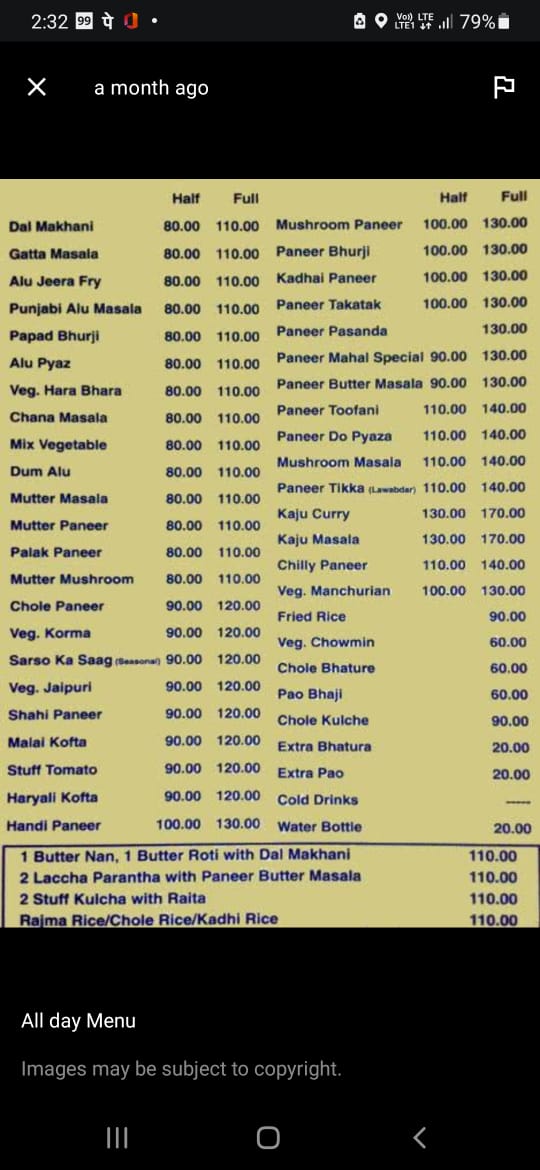 2:32 99 पे
Vo)) LTE
LTE1 79%
a month ago
Half Full
Dal Makhani 80.00 110.00
Gatta Masala 80.00 110.00
Alu Jeera Fry 80.00 110.00
Punjabi Alu Masala 80.00 110.00
Papad Bhurji 80.00 110.00
Alu Pyaz 80.00 110.00
Veg. Hara Bhara 80.00 110.00
Chana Masala 80.00 110.00
Mix Vegetable 80.00 110.00
Dum Alu 80.00 110.00
Mutter Masala 80.00 110.00
Mutter Paneer 80.00 110.00
Palak Paneer 80.00 110.00
Mutter Mushroom 80.00 110.00
Chole Paneer 90.00 120.00
Veg. Korma 90.00 120.00
Sarso Ka Saag (Seasonal) 90.00 120.00
Veg. Jaipuri 90.00 120.00
Shahi Paneer 90.00 120.00
Malai Kofta 90.00 120.00
Stuff Tomato 90.00 120.00
Haryali Kofta 90.00 120.00
Handi Paneer 100.00 130.00
Half Full
Mushroom Paneer 100.00 130.00
Paneer Bhurji 100.00 130.00
Kadhai Paneer 100.00 130.00
Paneer Takatak 100.00 130.00
Paneer Pasanda 130.00
Paneer Mahal Special 90.00 130.00
Paneer Butter Masala 90.00 130.00
Paneer Toofani 110.00 140.00
Paneer Do Pyaza 110.00 140.00
Mushroom Masala 110.00 140.00
Paneer Tikka (Lawabdar) 110.00 140.00
Kaju Curry 130.00 170.00
Kaju Masala 130.00 170.00
Chilly Paneer 110.00 140.00
Veg. Manchurian 100.00 130.00
Fried Rice 90.00
Veg. Chowmin 60.00
Chole Bhature 60.00
Pao Bhaji 60.00
Chole Kulche 90.00
Extra Bhatura 20.00
Extra Pao 20.00
Cold Drinks -----
Water Bottle 20.00
1 Butter Nan, 1 Butter Roti with Dal Makhani 110.00
2 Laccha Parantha with Paneer Butter Masala 110.00
2 Stuff Kulcha with Raita 110.00
Rajma Rice/Chole Rice/Kadhi Rice 110.00
All day Menu
Images may be subject to copyright.